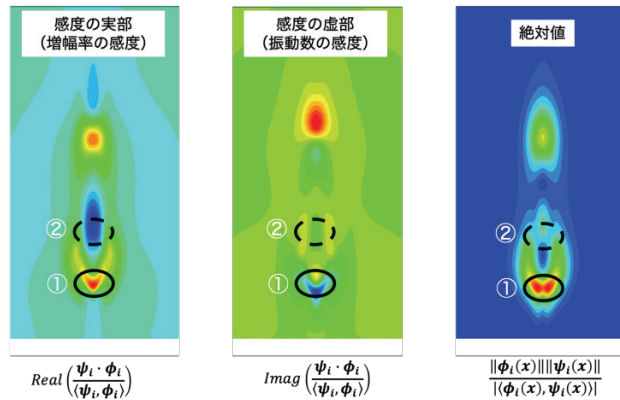 感度の実部
(増幅率の感度)
感度の虚部
(振動数の感度)
絶対値
②
①
②
①
②
①
Real(ψᵢ · ϕᵢ / ⟨ψᵢ, ϕᵢ⟩)
Imag(ψᵢ · ϕᵢ / ⟨ψᵢ, ϕᵢ⟩)
‖ϕᵢ(x)‖‖ψᵢ(x)‖ / |⟨ϕᵢ(x), ψᵢ(x)⟩|